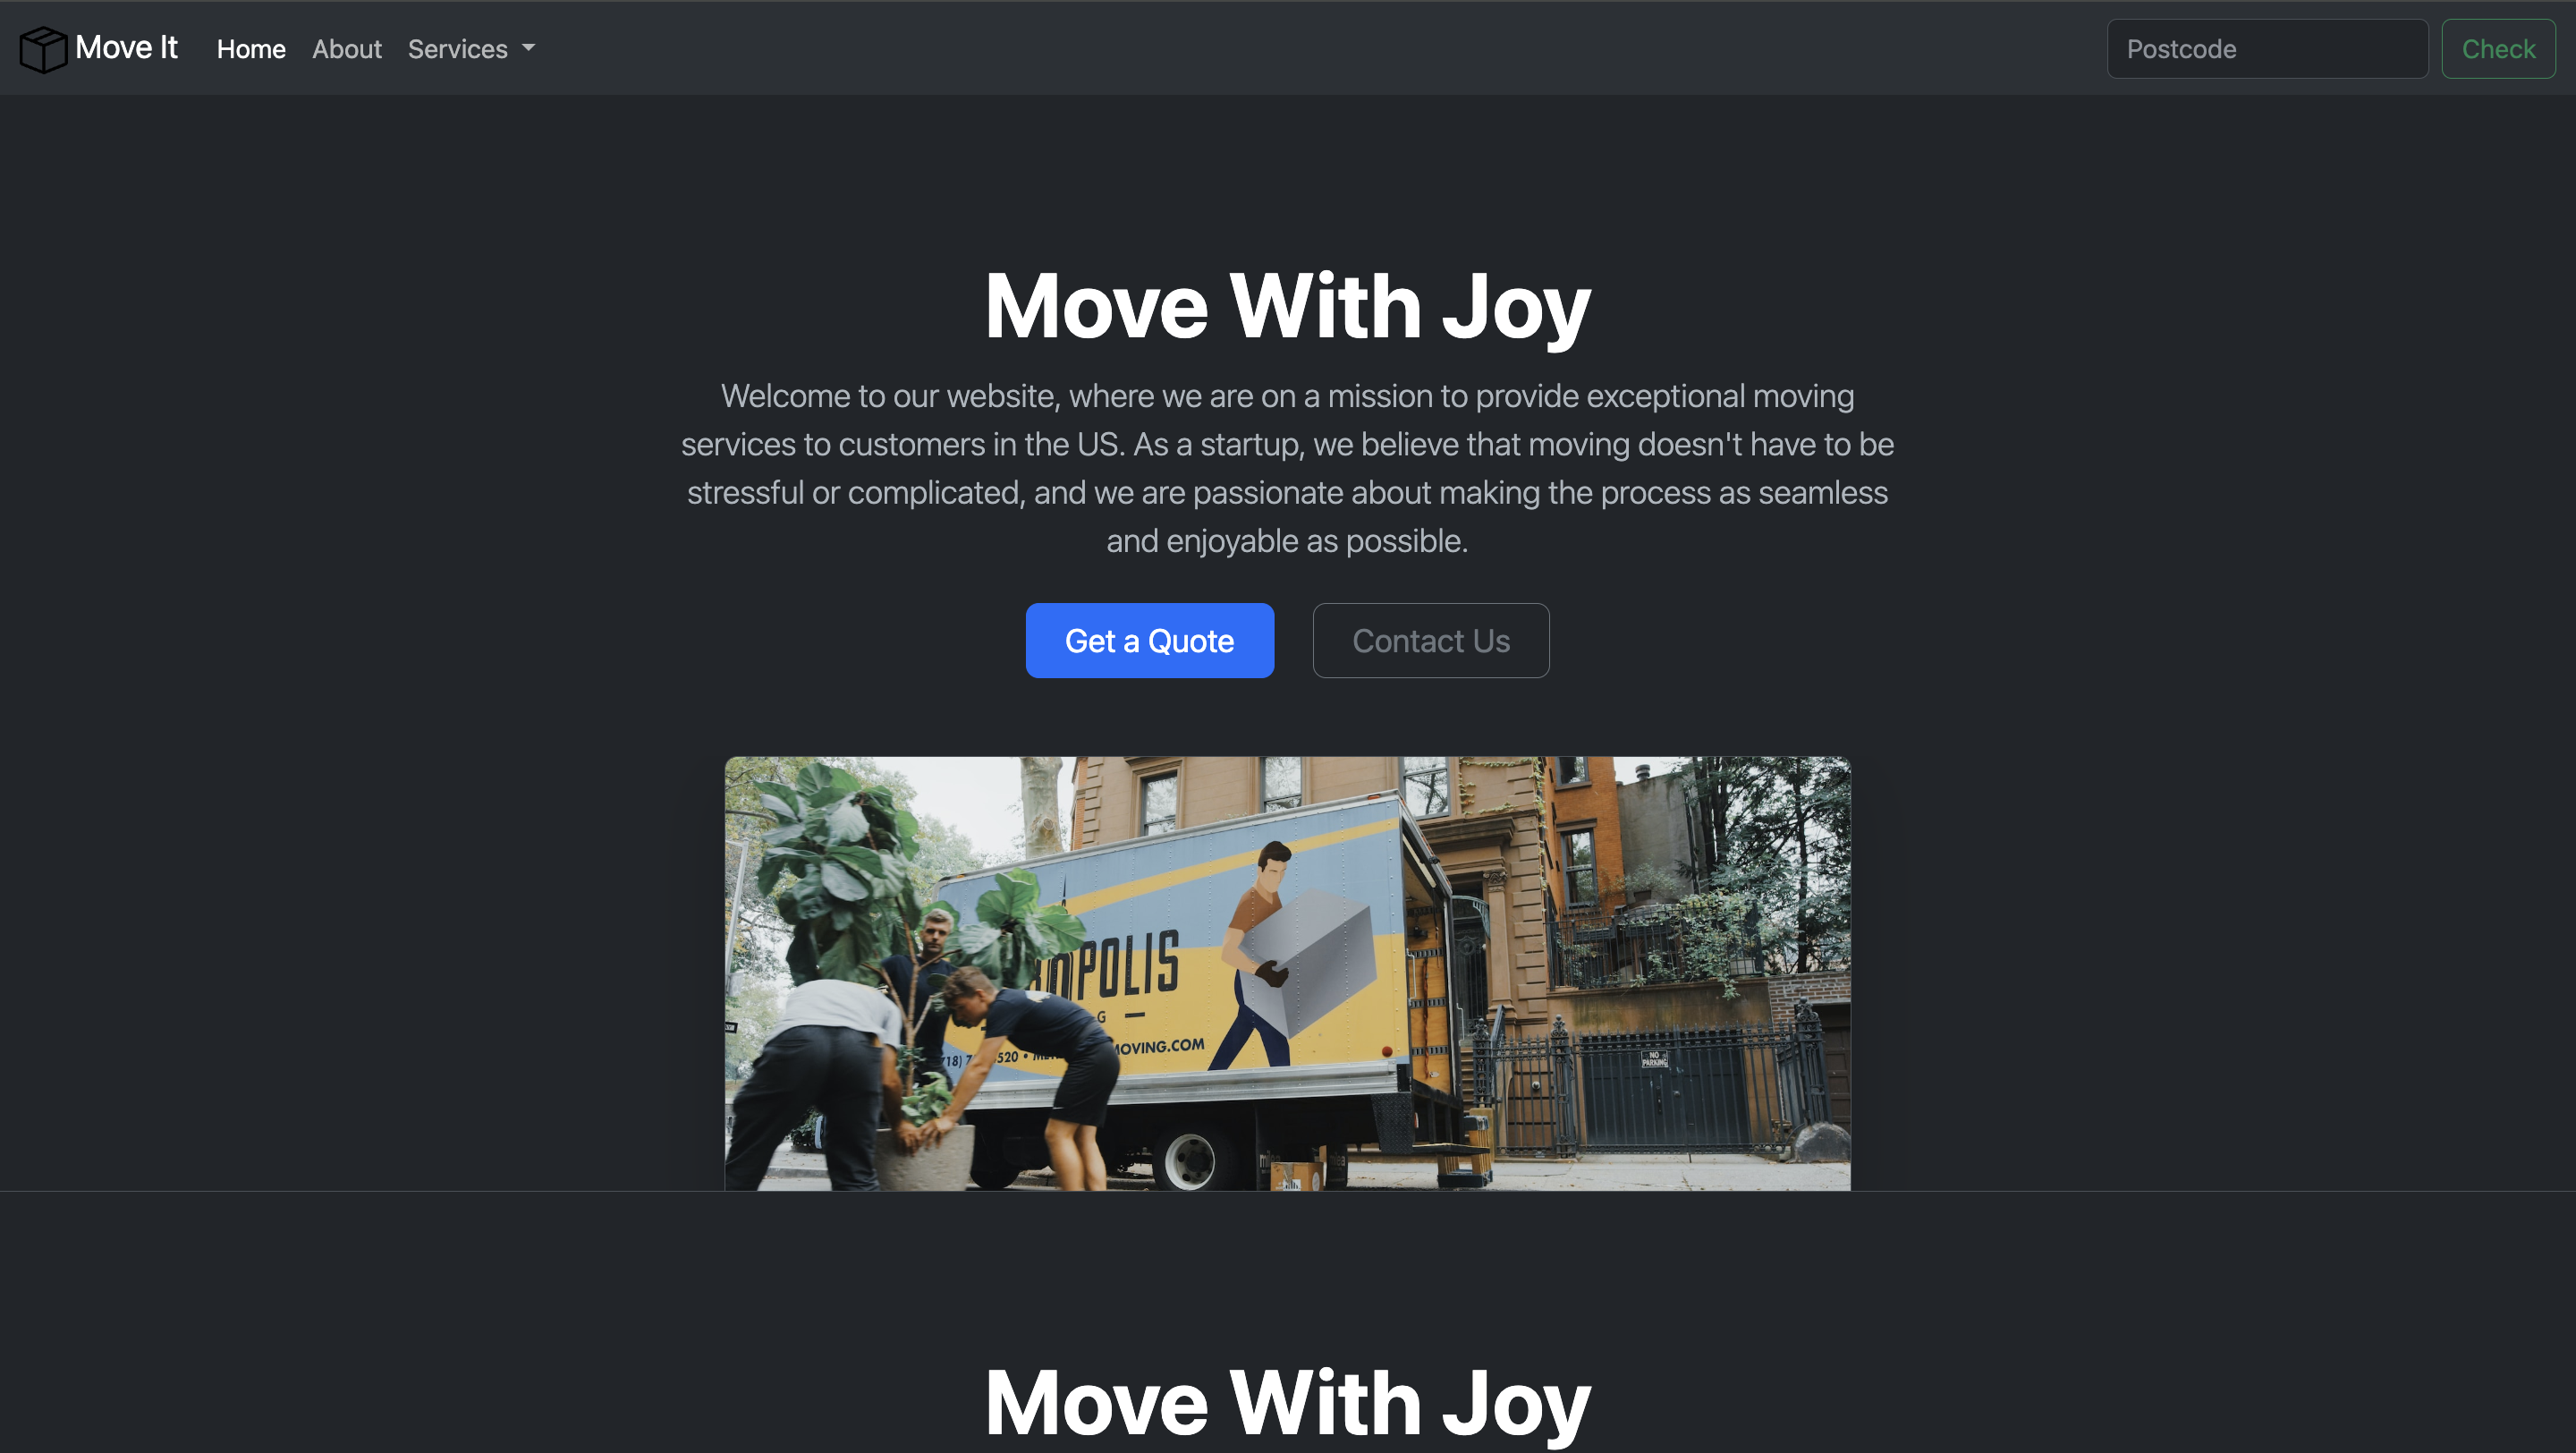 Move It
Home
About
Services
Postcode
Check
Move With Joy
Welcome to our website, where we are on a mission to provide exceptional moving
services to customers in the US. As a startup, we believe that moving doesn't have to be
stressful or complicated, and we are passionate about making the process as seamless
and enjoyable as possible.
Get a Quote
Contact Us
POLIS
G
520 •
MOVING.COM
NO
PARKING
Move With Joy